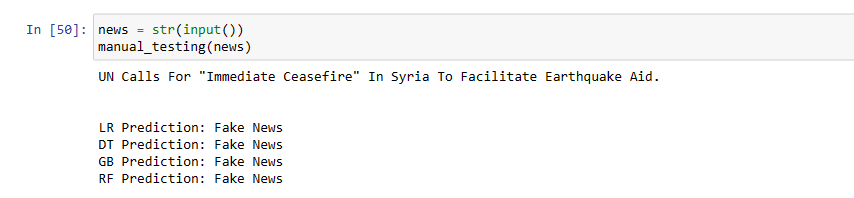 In [50]: news = str(input())
manual_testing(news)
UN Calls For "Immediate Ceasefire" In Syria To Facilitate Earthquake Aid.
LR Prediction: Fake News
DT Prediction: Fake News
GB Prediction: Fake News
RF Prediction: Fake News